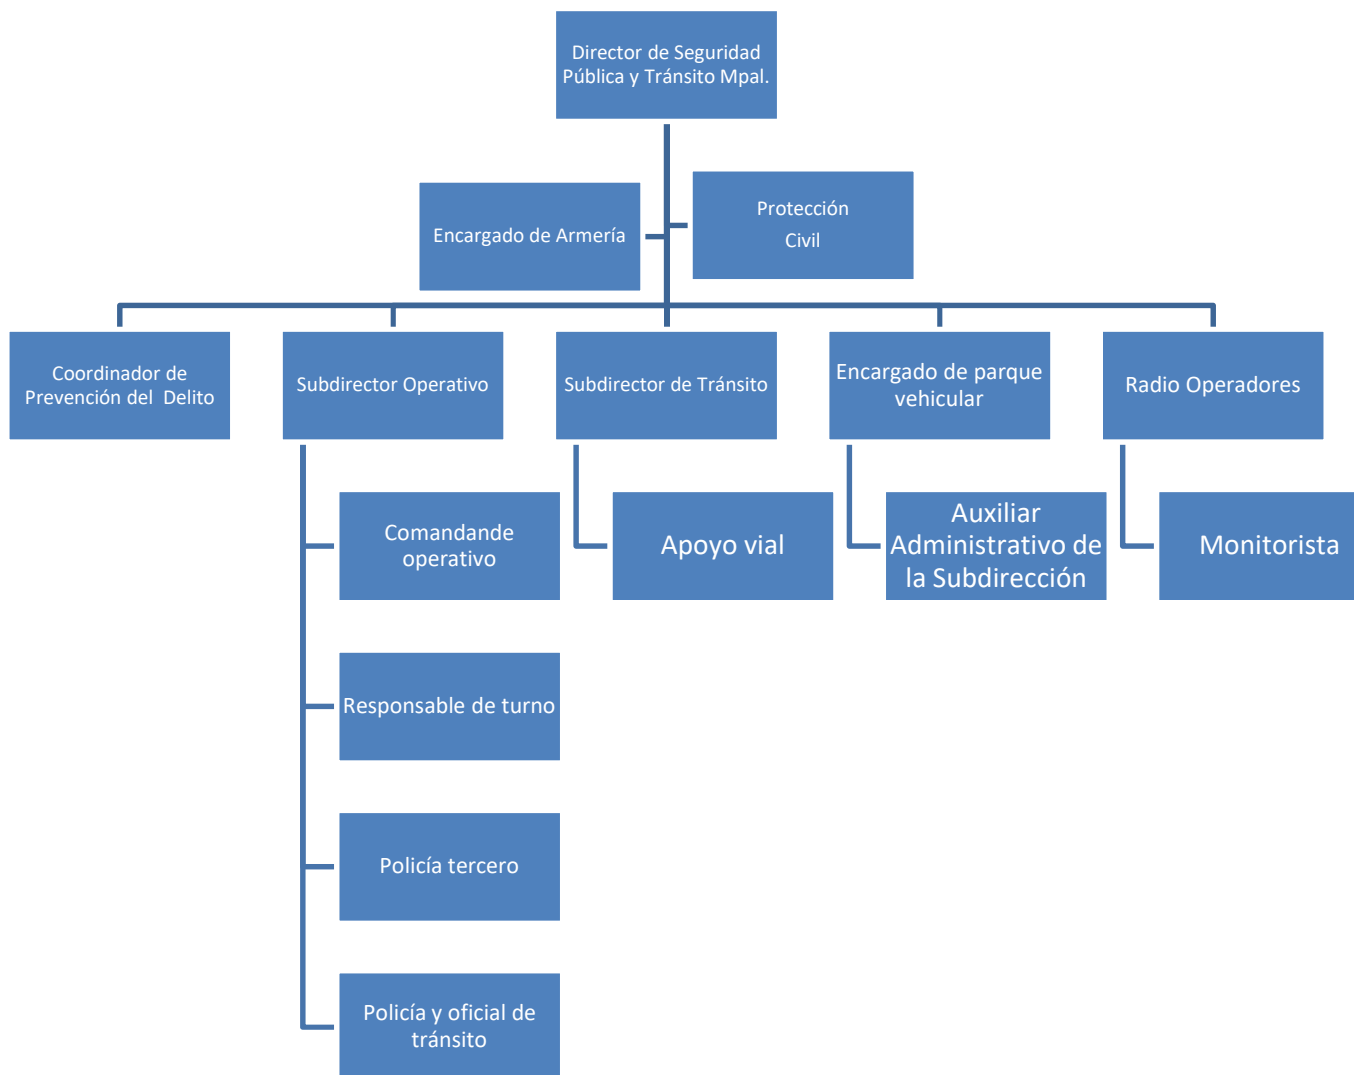 Director de Seguridad
Pública y Tránsito Mpal.
Encargado de Armería
Protección
Civil
Coordinador de
Prevención del Delito
Subdirector Operativo
Subdirector de Tránsito
Encargado de parque
vehicular
Radio Operadores
Comandande
operativo
Apoyo vial
Auxiliar
Administrativo de
la Subdirección
Monitorista
Responsable de turno
Policía tercero
Policía y oficial de
tránsito